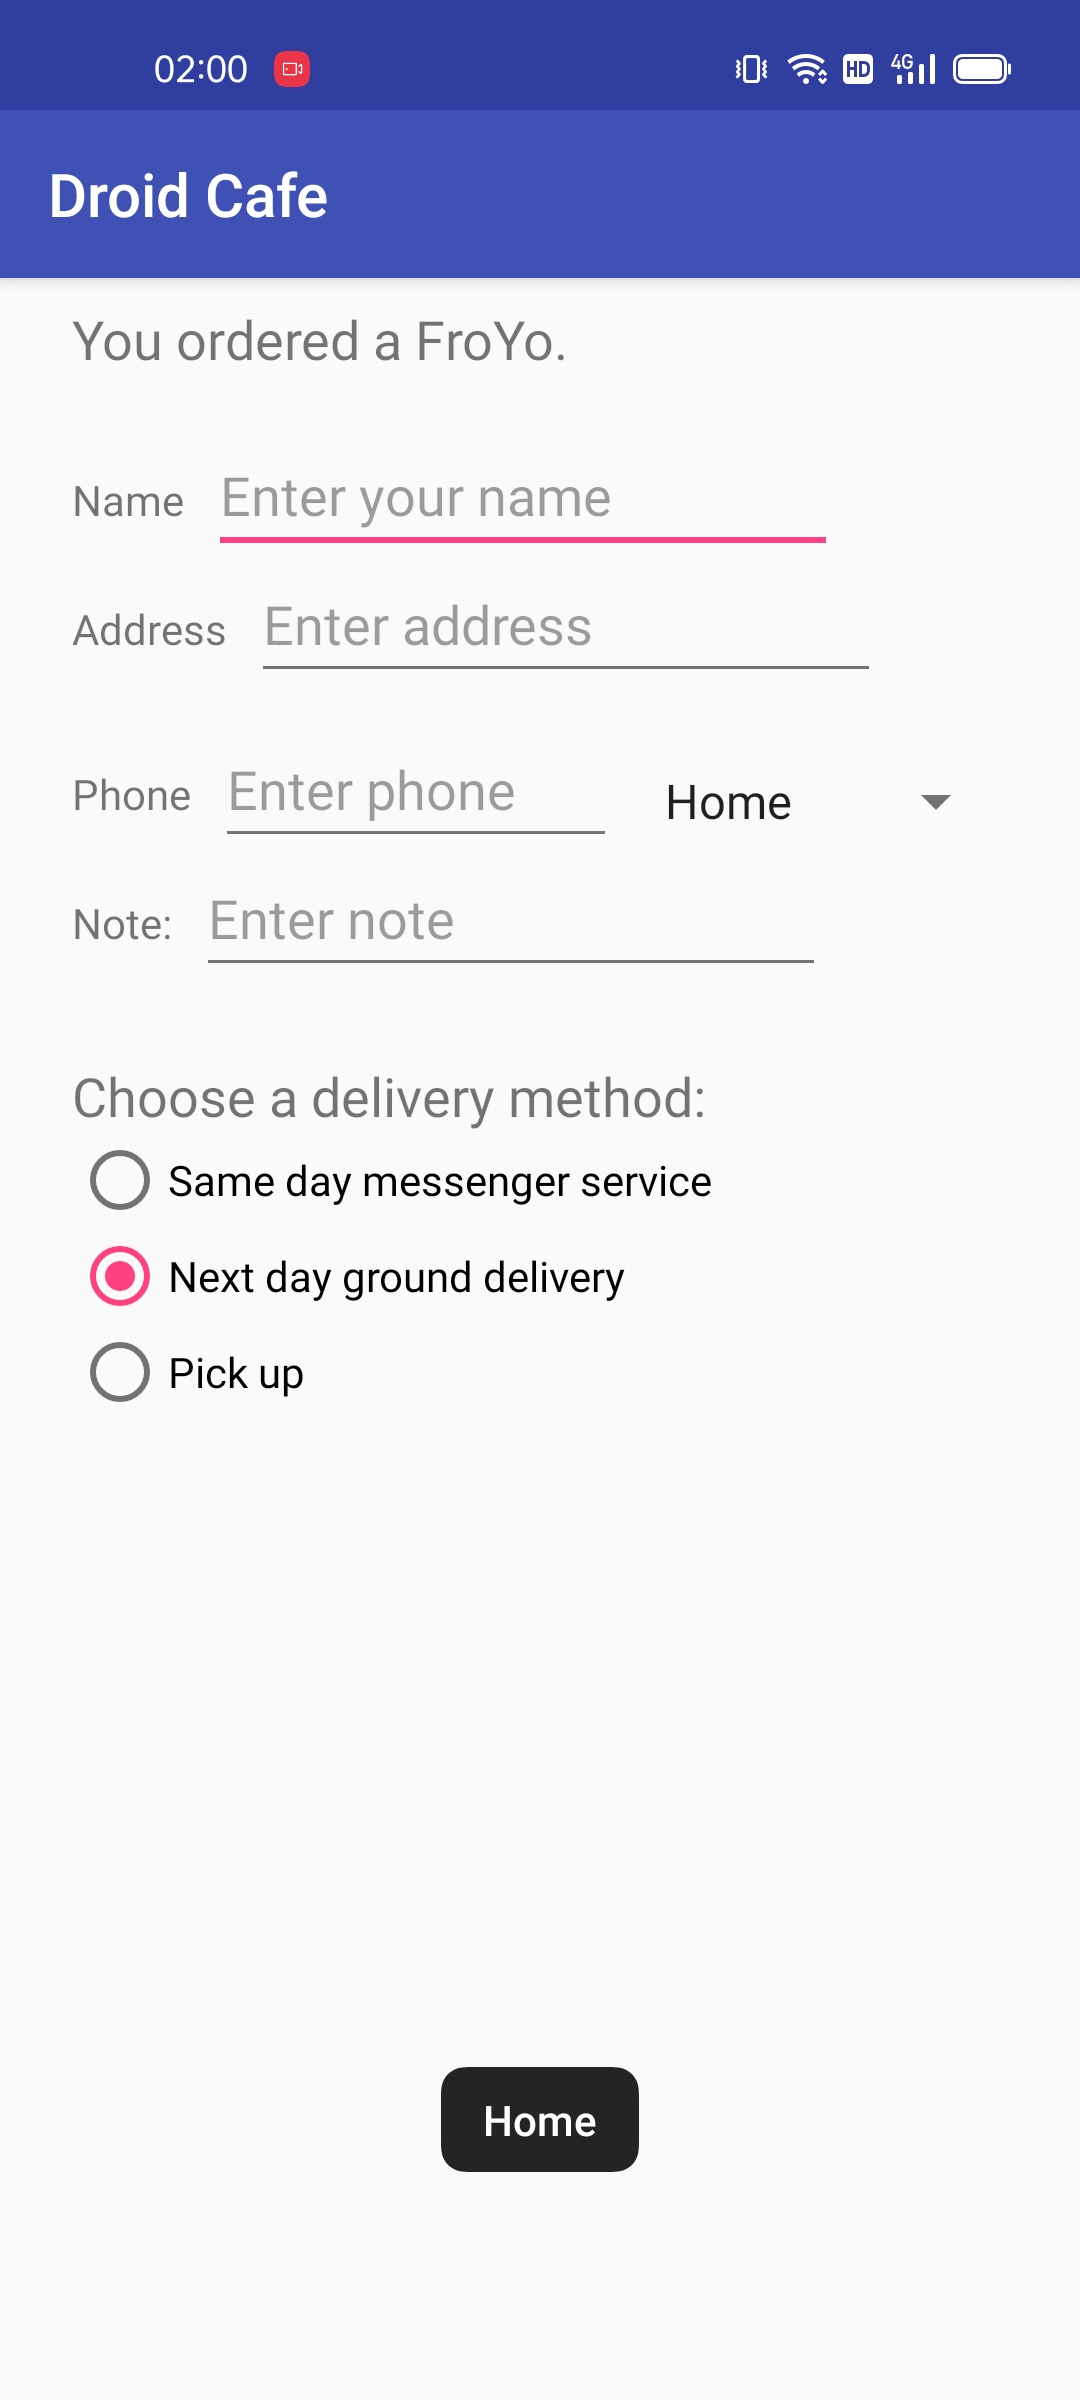 02:00 HD 4G
Droid Cafe
You ordered a FroYo.
Name Enter your name
Address Enter address
Phone Enter phone Home
Note: Enter note
Choose a delivery method:
Same day messenger service
Next day ground delivery
Pick up
Home